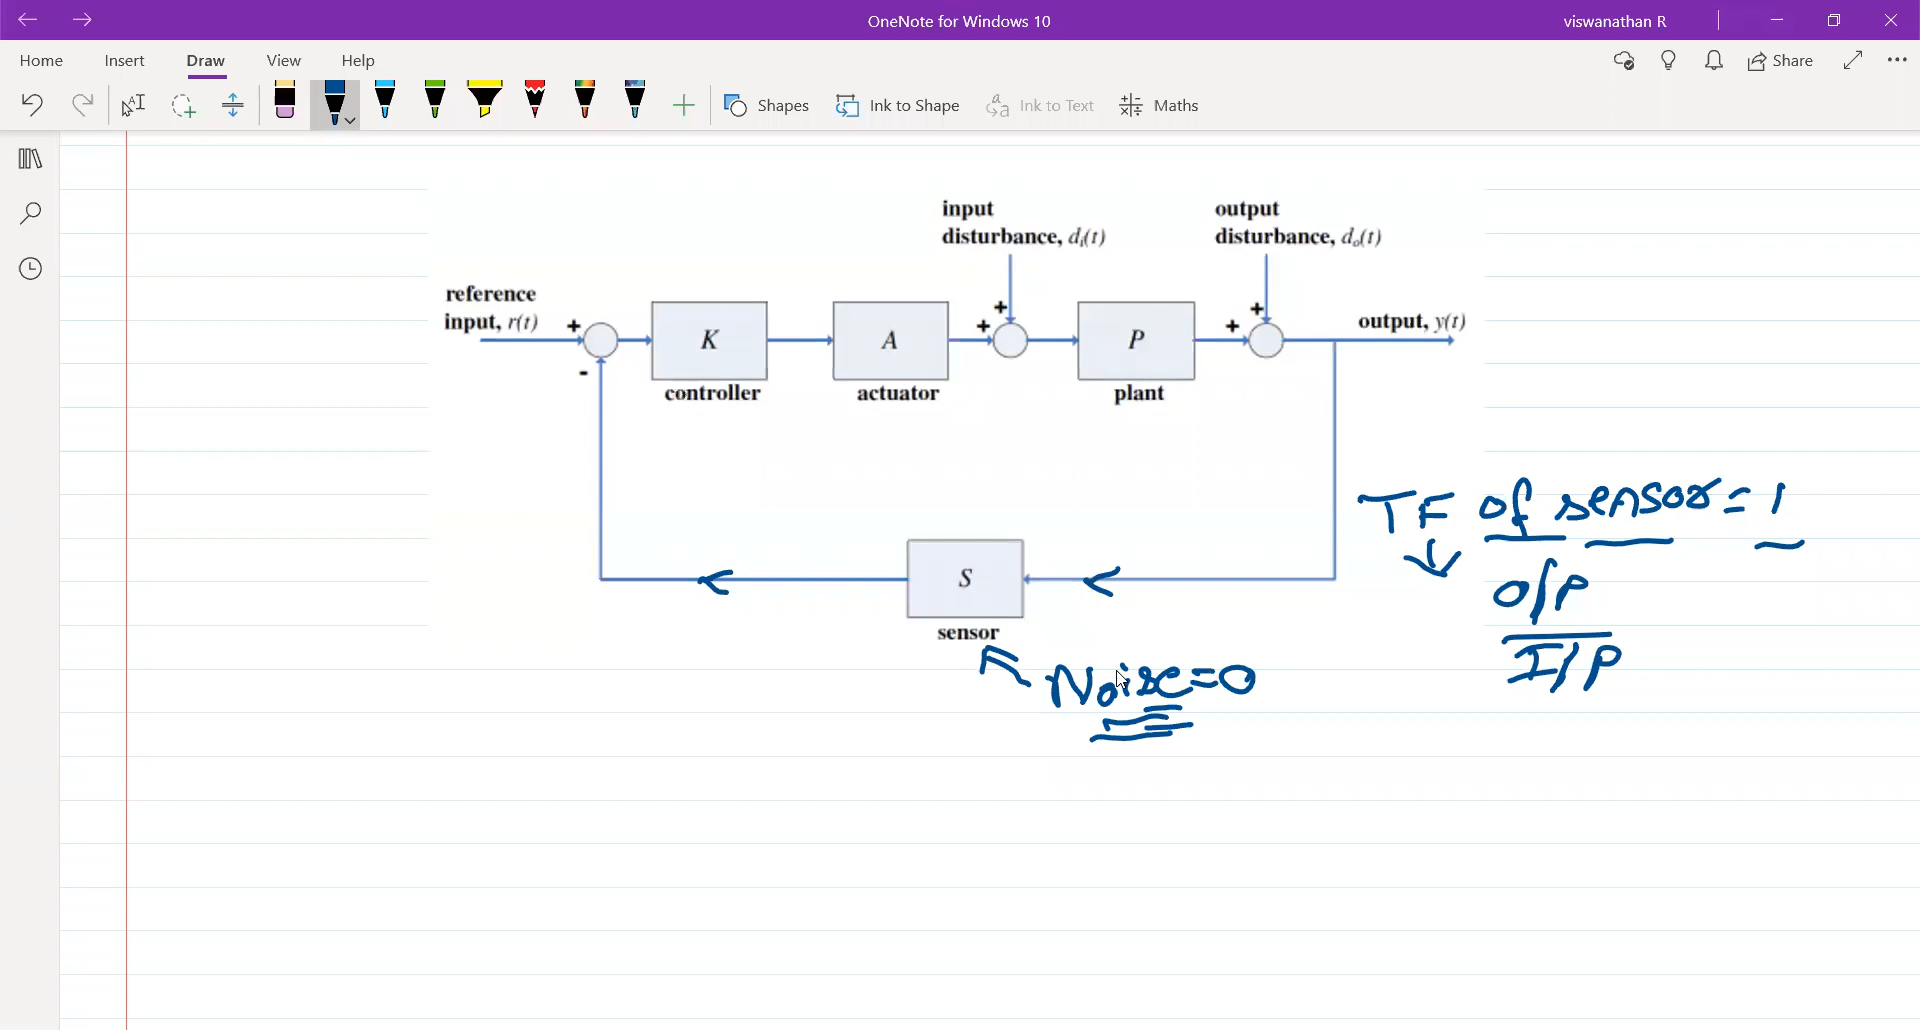 OneNote for Windows 10
viswanathan R
Home Insert Draw View Help
Share
Shapes Ink to Shape Ink to Text Maths
input
disturbance, di(t)
output
disturbance, do(t)
reference
input, r(t)
+
-
K
controller
A
actuator
+
+
P
plant
+
+
output, y(t)
S
sensor
TF of sensor = 1
O/P
I/P
Noise = 0